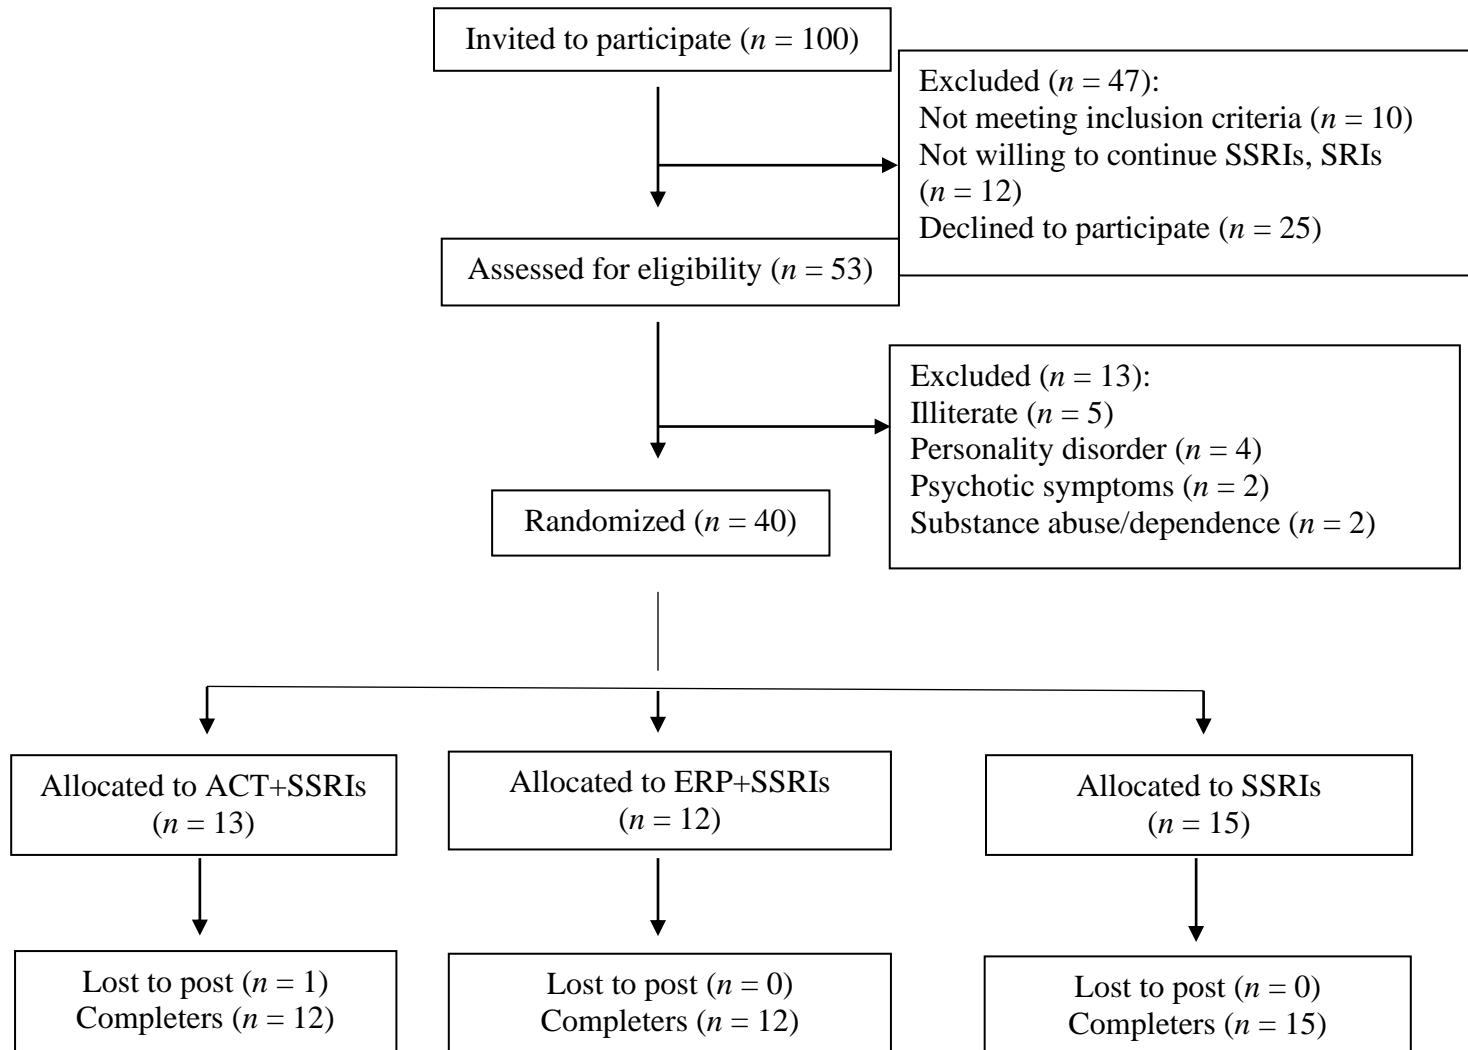 Invited to participate (n = 100)
Excluded (n = 47):
Not meeting inclusion criteria (n = 10)
Not willing to continue SSRIs, SRIs
(n = 12)
Declined to participate (n = 25)
Assessed for eligibility (n = 53)
Excluded (n = 13):
Illiterate (n = 5)
Personality disorder (n = 4)
Psychotic symptoms (n = 2)
Substance abuse/dependence (n = 2)
Randomized (n = 40)
Allocated to ACT+SSRIs
(n = 13)
Allocated to ERP+SSRIs
(n = 12)
Allocated to SSRIs
(n = 15)
Lost to post (n = 1)
Completers (n = 12)
Lost to post (n = 0)
Completers (n = 12)
Lost to post (n = 0)
Completers (n = 15)